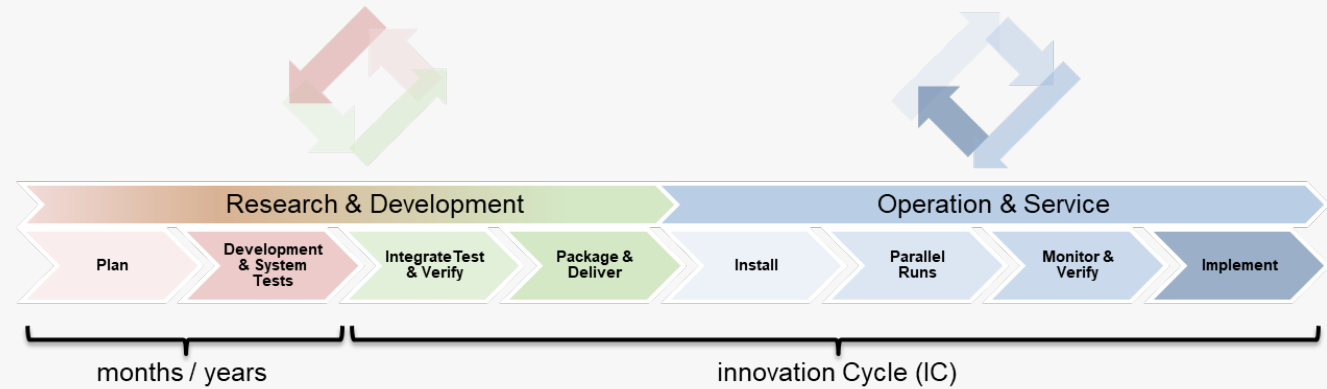 Research & Development
Operation & Service
Plan
Development
& System
Tests
Integrate Test
& Verify
Package &
Deliver
Install
Parallel
Runs
Monitor &
Verify
Implement
months / years
innovation Cycle (IC)